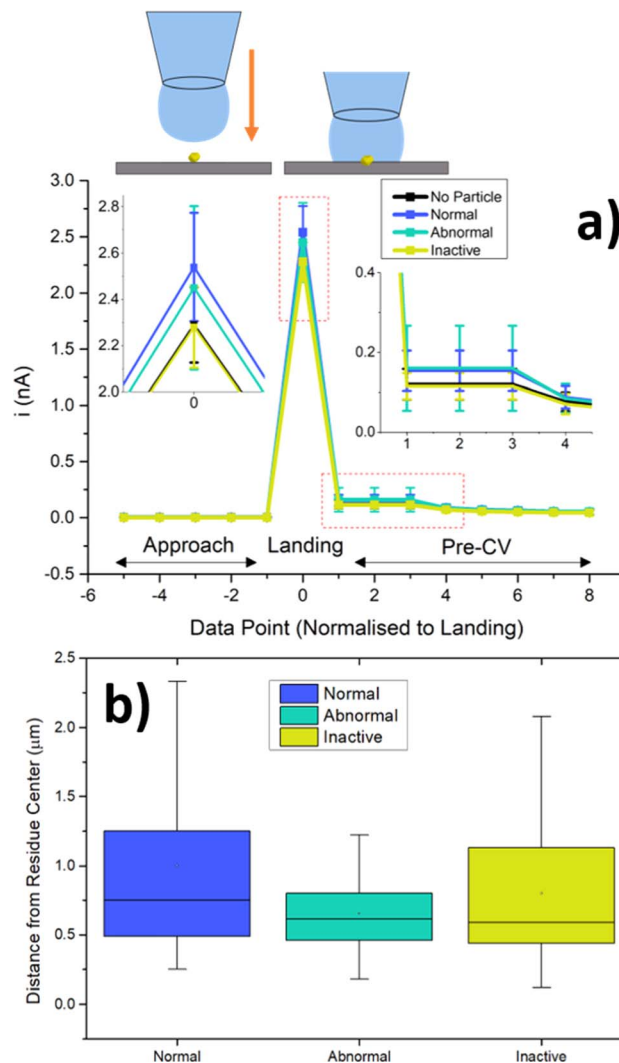 a)
3.0
2.5
2.0
1.5
1.0
0.5
0.0
-0.5
i (nA)
2.8
2.6
2.4
2.2
2.0
0
No Particle
Normal
Abnormal
Inactive
0.4
0.2
0.0
1
2
3
4
Approach
Landing
Pre-CV
-6
-4
-2
0
2
4
6
8
Data Point (Normalised to Landing)
b)
2.5
2.0
1.5
1.0
0.5
0.0
Distance from Residue Center (μm)
Normal
Abnormal
Inactive
Normal
Abnormal
Inactive